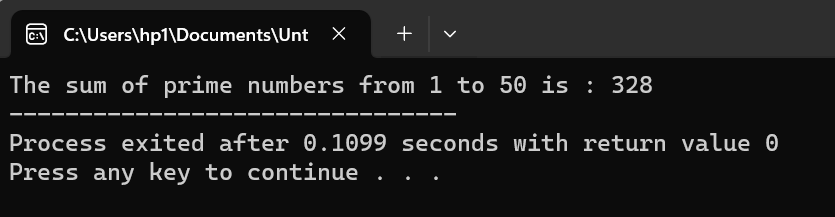 C:\Users\hp1\Documents\Unt
The sum of prime numbers from 1 to 50 is : 328
--------------------------------
Process exited after 0.1099 seconds with return value 0
Press any key to continue . . .